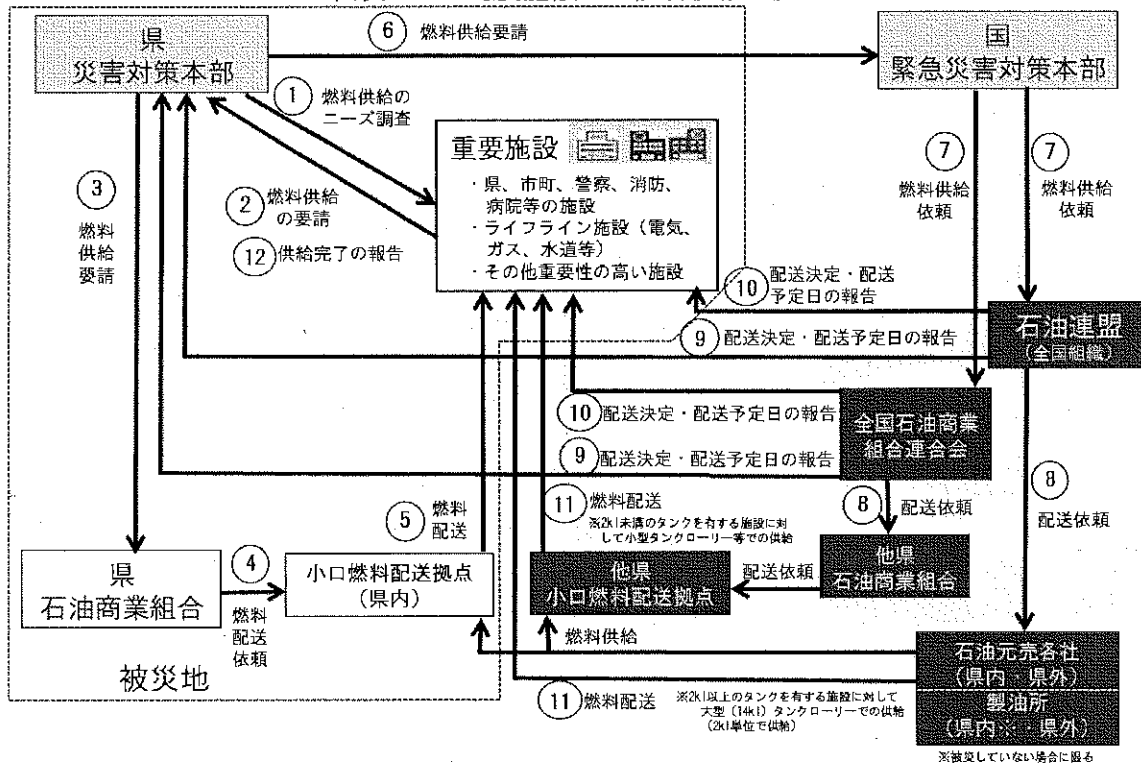 県
災害対策本部
⑥ 燃料供給要請
国
緊急災害対策本部
① 燃料供給の
ニーズ調査
重要施設
・県、市町、警察、消防、
病院等の施設
・ライフライン施設（電気、
ガス、水道等）
・その他重要性の高い施設
② 燃料供給
の要請
⑫ 供給完了の報告
③
燃料
供給
要請
⑦
燃料供給
依頼
⑦
燃料供給
依頼
⑩ 配送決定・配送
予定日の報告
⑨ 配送決定・配送予定日の報告
石油連盟
（全国組織）
⑩ 配送決定・配送予定日の報告
⑨ 配送決定・配送予定日の報告
全国石油商業
組合連合会
⑤ 燃料
配送
⑪ 燃料配送
※2kl未満のタンクを有する施設に対
して小型タンクローリー等での供給
⑧ 配送依頼
⑧
配送依頼
県
石油商業組合
④
燃料
配送
依頼
小口燃料配送拠点
（県内）
他県
小口燃料配送拠点
配送依頼
他県
石油商業組合
燃料供給
被災地
⑪ 燃料配送
※2kl以上のタンクを有する施設に対して
大型（14kl）タンクローリーでの供給
（2kl単位で供給）
石油元売各社
（県内・県外）
製油所
（県内※・県外）
※被災していない場合に限る